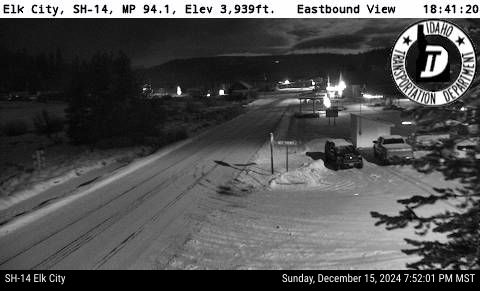 Elk City, SH-14, MP 94.1, Elev 3,939ft. Eastbound View 18:41:20
IDAHO
TRANSPORTATION DEPARTMENT
SH-14 Elk City Sunday, December 15, 2024 7:52:01 PM MST